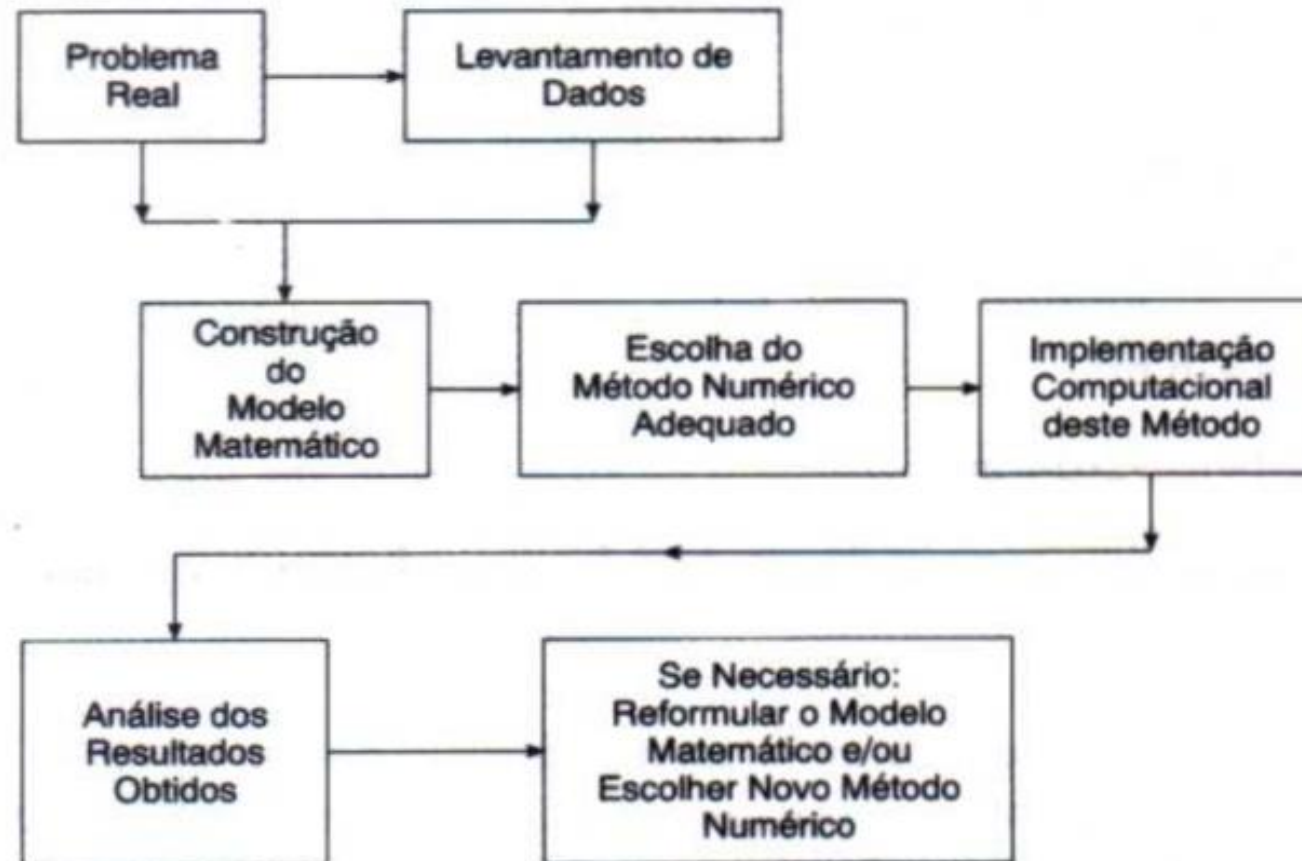 Problema
Real
Levantamento de
Dados
Construção
do
Modelo
Matemático
Escolha do
Método Numérico
Adequado
Implementação
Computacional
deste Método
Análise dos
Resultados
Obtidos
Se Necessário:
Reformular o Modelo
Matemático e/ou
Escolher Novo Método
Numérico